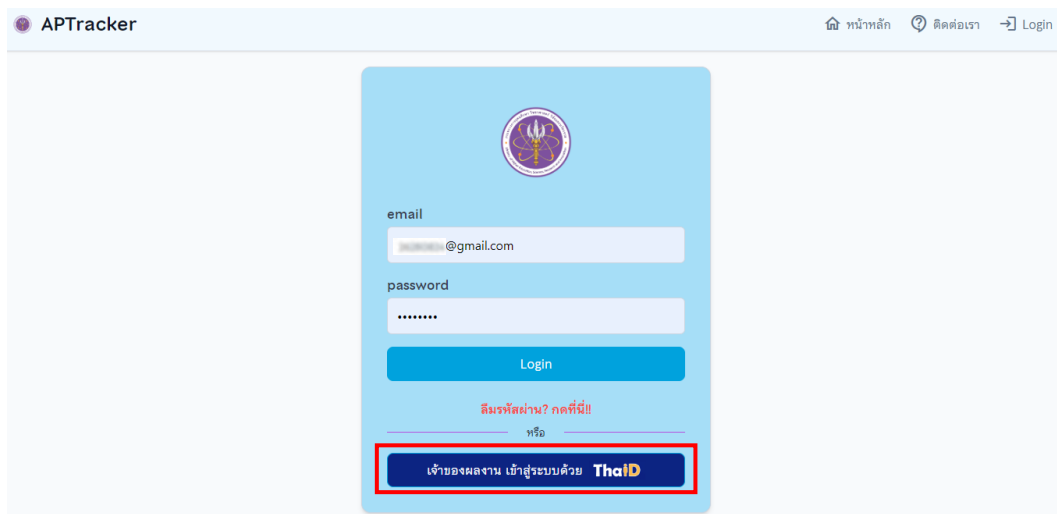 APTracker
หน้าหลัก
ติดต่อเรา
Login
email
@gmail.com
password
••••••••
Login
ลืมรหัสผ่าน? กดที่นี่!!
หรือ
เจ้าของผลงาน เข้าสู่ระบบด้วย ThaiD